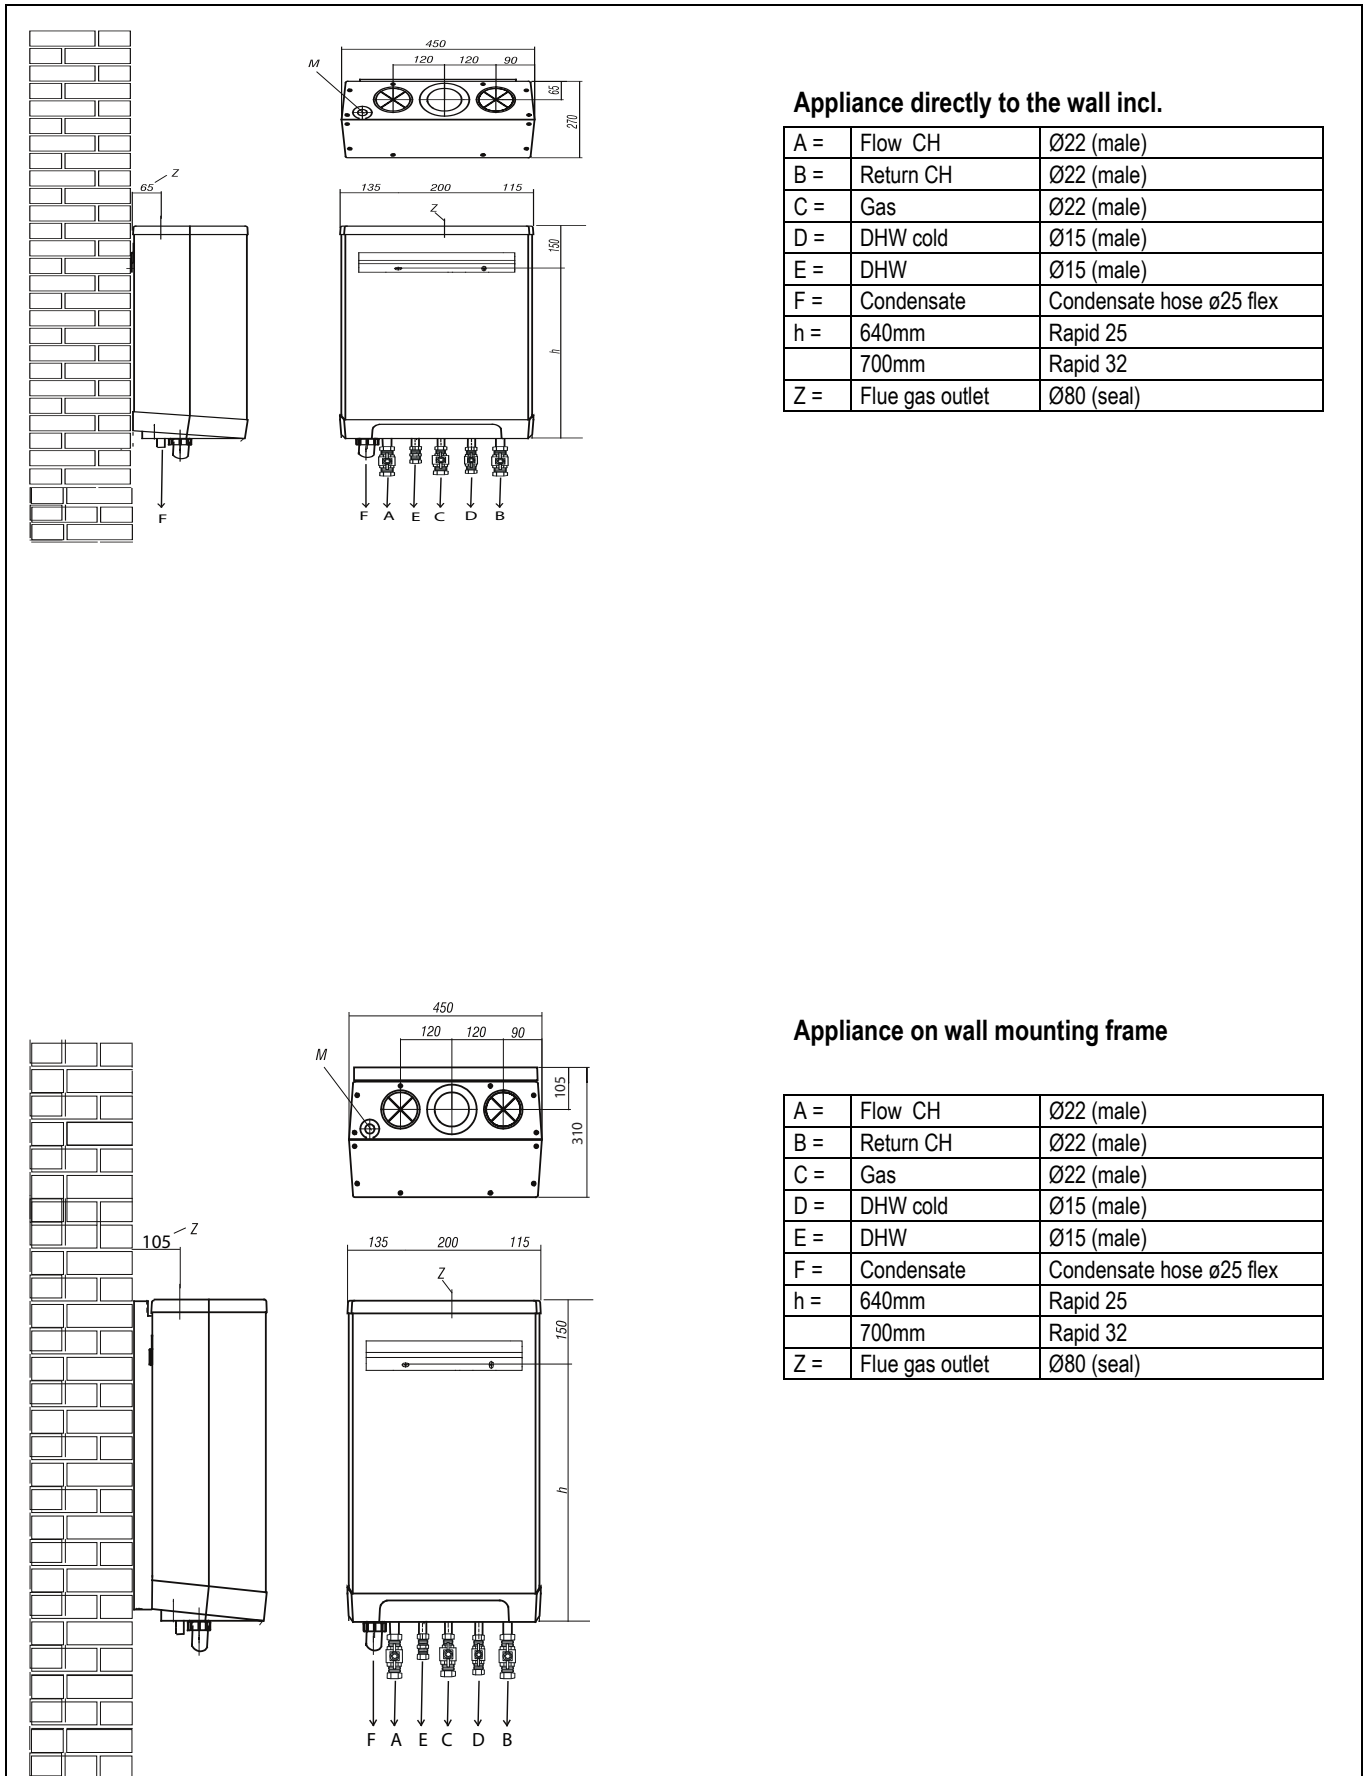 450
120 120 90
M
65
270
Z
65
135 200 115
Z
150
h
F
F A E C D B
Appliance directly to the wall incl.
A = Flow CH Ø22 (male)
B = Return CH Ø22 (male)
C = Gas Ø22 (male)
D = DHW cold Ø15 (male)
E = DHW Ø15 (male)
F = Condensate Condensate hose ø25 flex
h = 640mm Rapid 25
700mm Rapid 32
Z = Flue gas outlet Ø80 (seal)
450
120 120 90
M
105
310
Z
105
135 200 115
Z
150
h
F A E C D B
Appliance on wall mounting frame
A = Flow CH Ø22 (male)
B = Return CH Ø22 (male)
C = Gas Ø22 (male)
D = DHW cold Ø15 (male)
E = DHW Ø15 (male)
F = Condensate Condensate hose ø25 flex
h = 640mm Rapid 25
700mm Rapid 32
Z = Flue gas outlet Ø80 (seal)